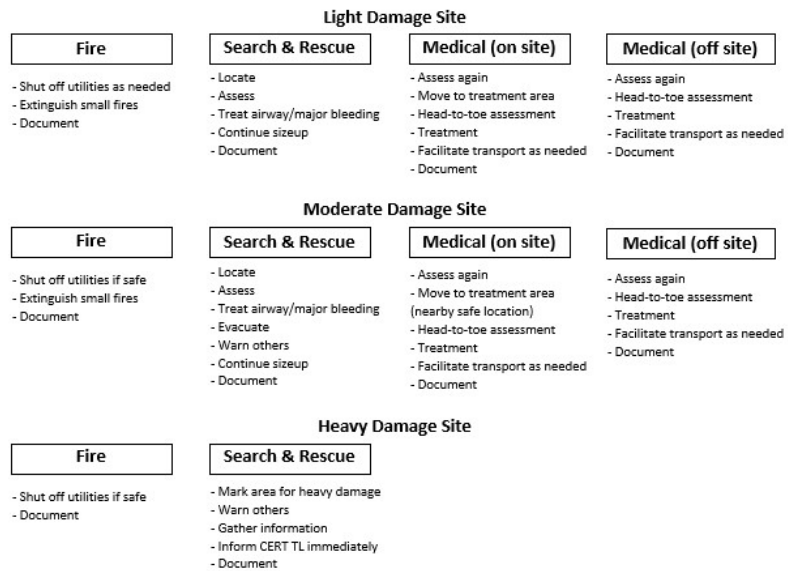 Light Damage Site
Fire
- Shut off utilities as needed
- Extinguish small fires
- Document
Search & Rescue
- Locate
- Assess
- Treat airway/major bleeding
- Continue sizeup
- Document
Medical (on site)
- Assess again
- Move to treatment area
- Head-to-toe assessment
- Treatment
- Facilitate transport as needed
- Document
Medical (off site)
- Assess again
- Head-to-toe assessment
- Treatment
- Facilitate transport as needed
- Document
Moderate Damage Site
Fire
- Shut off utilities if safe
- Extinguish small fires
- Document
Search & Rescue
- Locate
- Assess
- Treat airway/major bleeding
- Evacuate
- Warn others
- Continue sizeup
- Document
Medical (on site)
- Assess again
- Move to treatment area
(nearby safe location)
- Head-to-toe assessment
- Treatment
- Facilitate transport as needed
- Document
Medical (off site)
- Assess again
- Head-to-toe assessment
- Treatment
- Facilitate transport as needed
- Document
Heavy Damage Site
Fire
- Shut off utilities if safe
- Document
Search & Rescue
- Mark area for heavy damage
- Warn others
- Gather information
- Inform CERT TL immediately
- Document